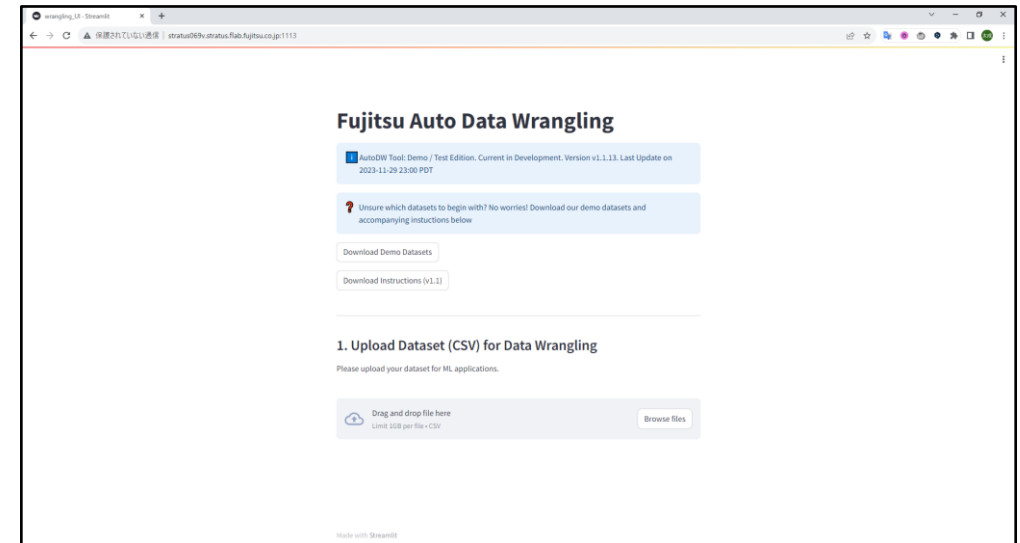 wrangling_UI · Streamlit
保護されていない通信 | stratus069v.stratus.flab.fujitsu.co.jp:1113
Fujitsu Auto Data Wrangling
AutoDW Tool: Demo / Test Edition. Current in Development. Version v1.1.13. Last Update on
2023-11-29 23:00 PDT
Unsure which datasets to begin with? No worries! Download our demo datasets and
accompanying instuctions below
Download Demo Datasets
Download Instructions (v1.1)
1. Upload Dataset (CSV) for Data Wrangling
Please upload your dataset for ML applications.
Drag and drop file here
Limit 1GB per file • CSV
Browse files
Made with Streamlit